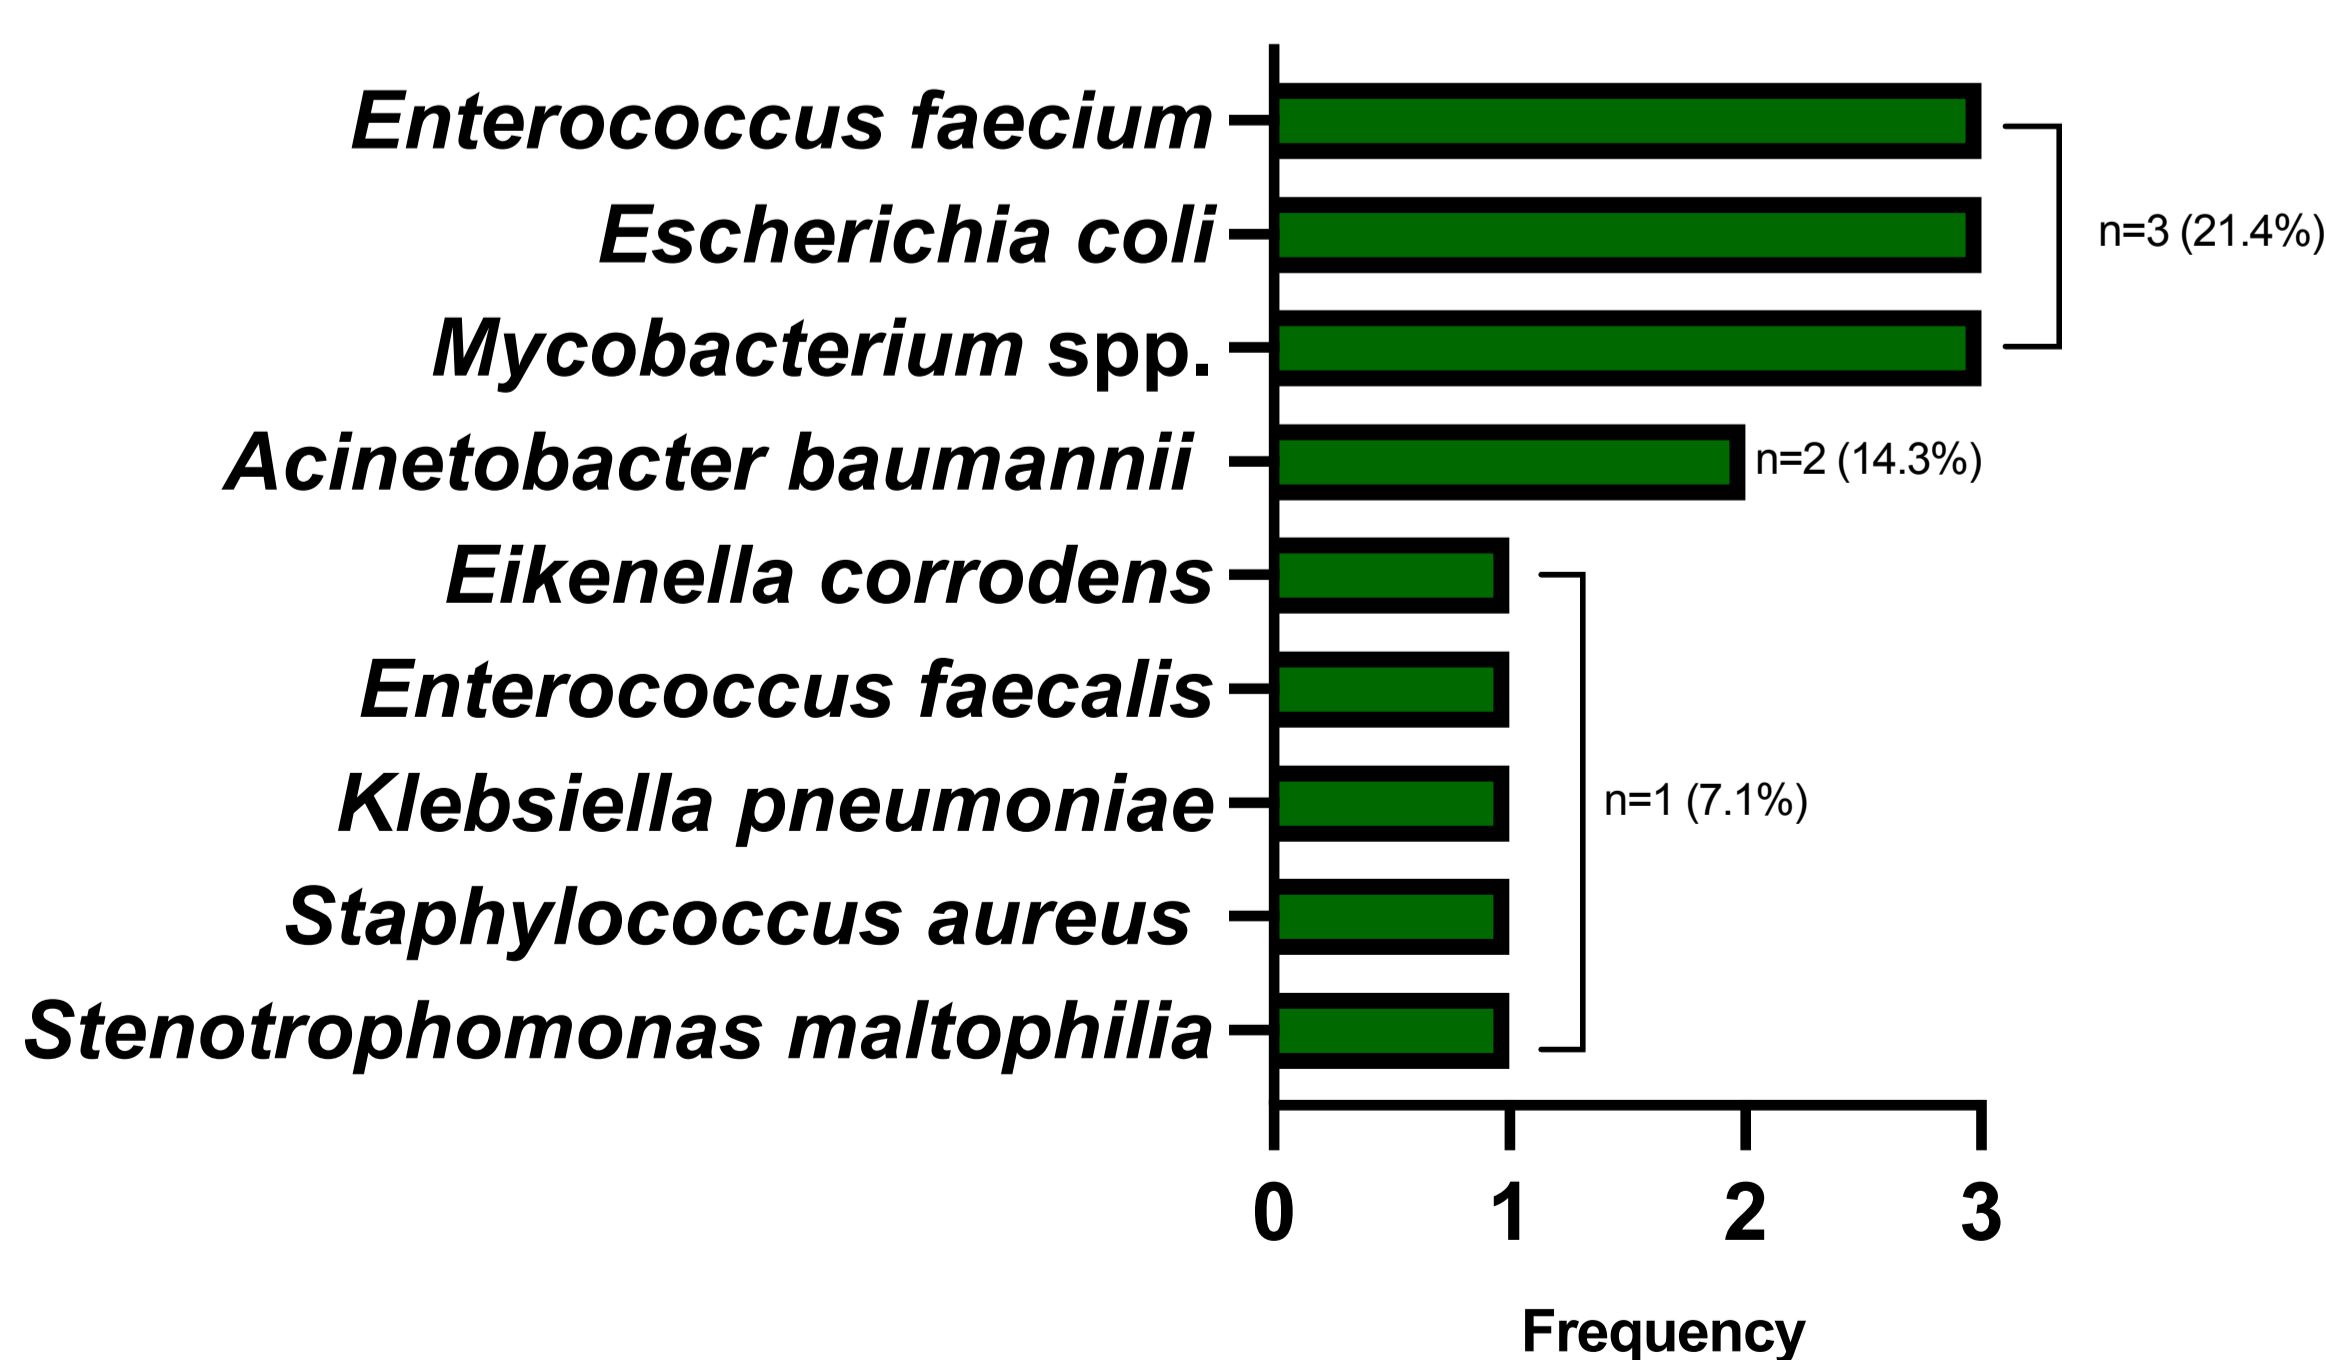 Enterococcus faecium
Escherichia coli
n=3 (21.4%)
Mycobacterium spp.
Acinetobacter baumannii
n=2 (14.3%)
Eikenella corrodens
Enterococcus faecalis
Klebsiella pneumoniae
n=1 (7.1%)
Staphylococcus aureus
Stenotrophomonas maltophilia
0 1 2 3
Frequency